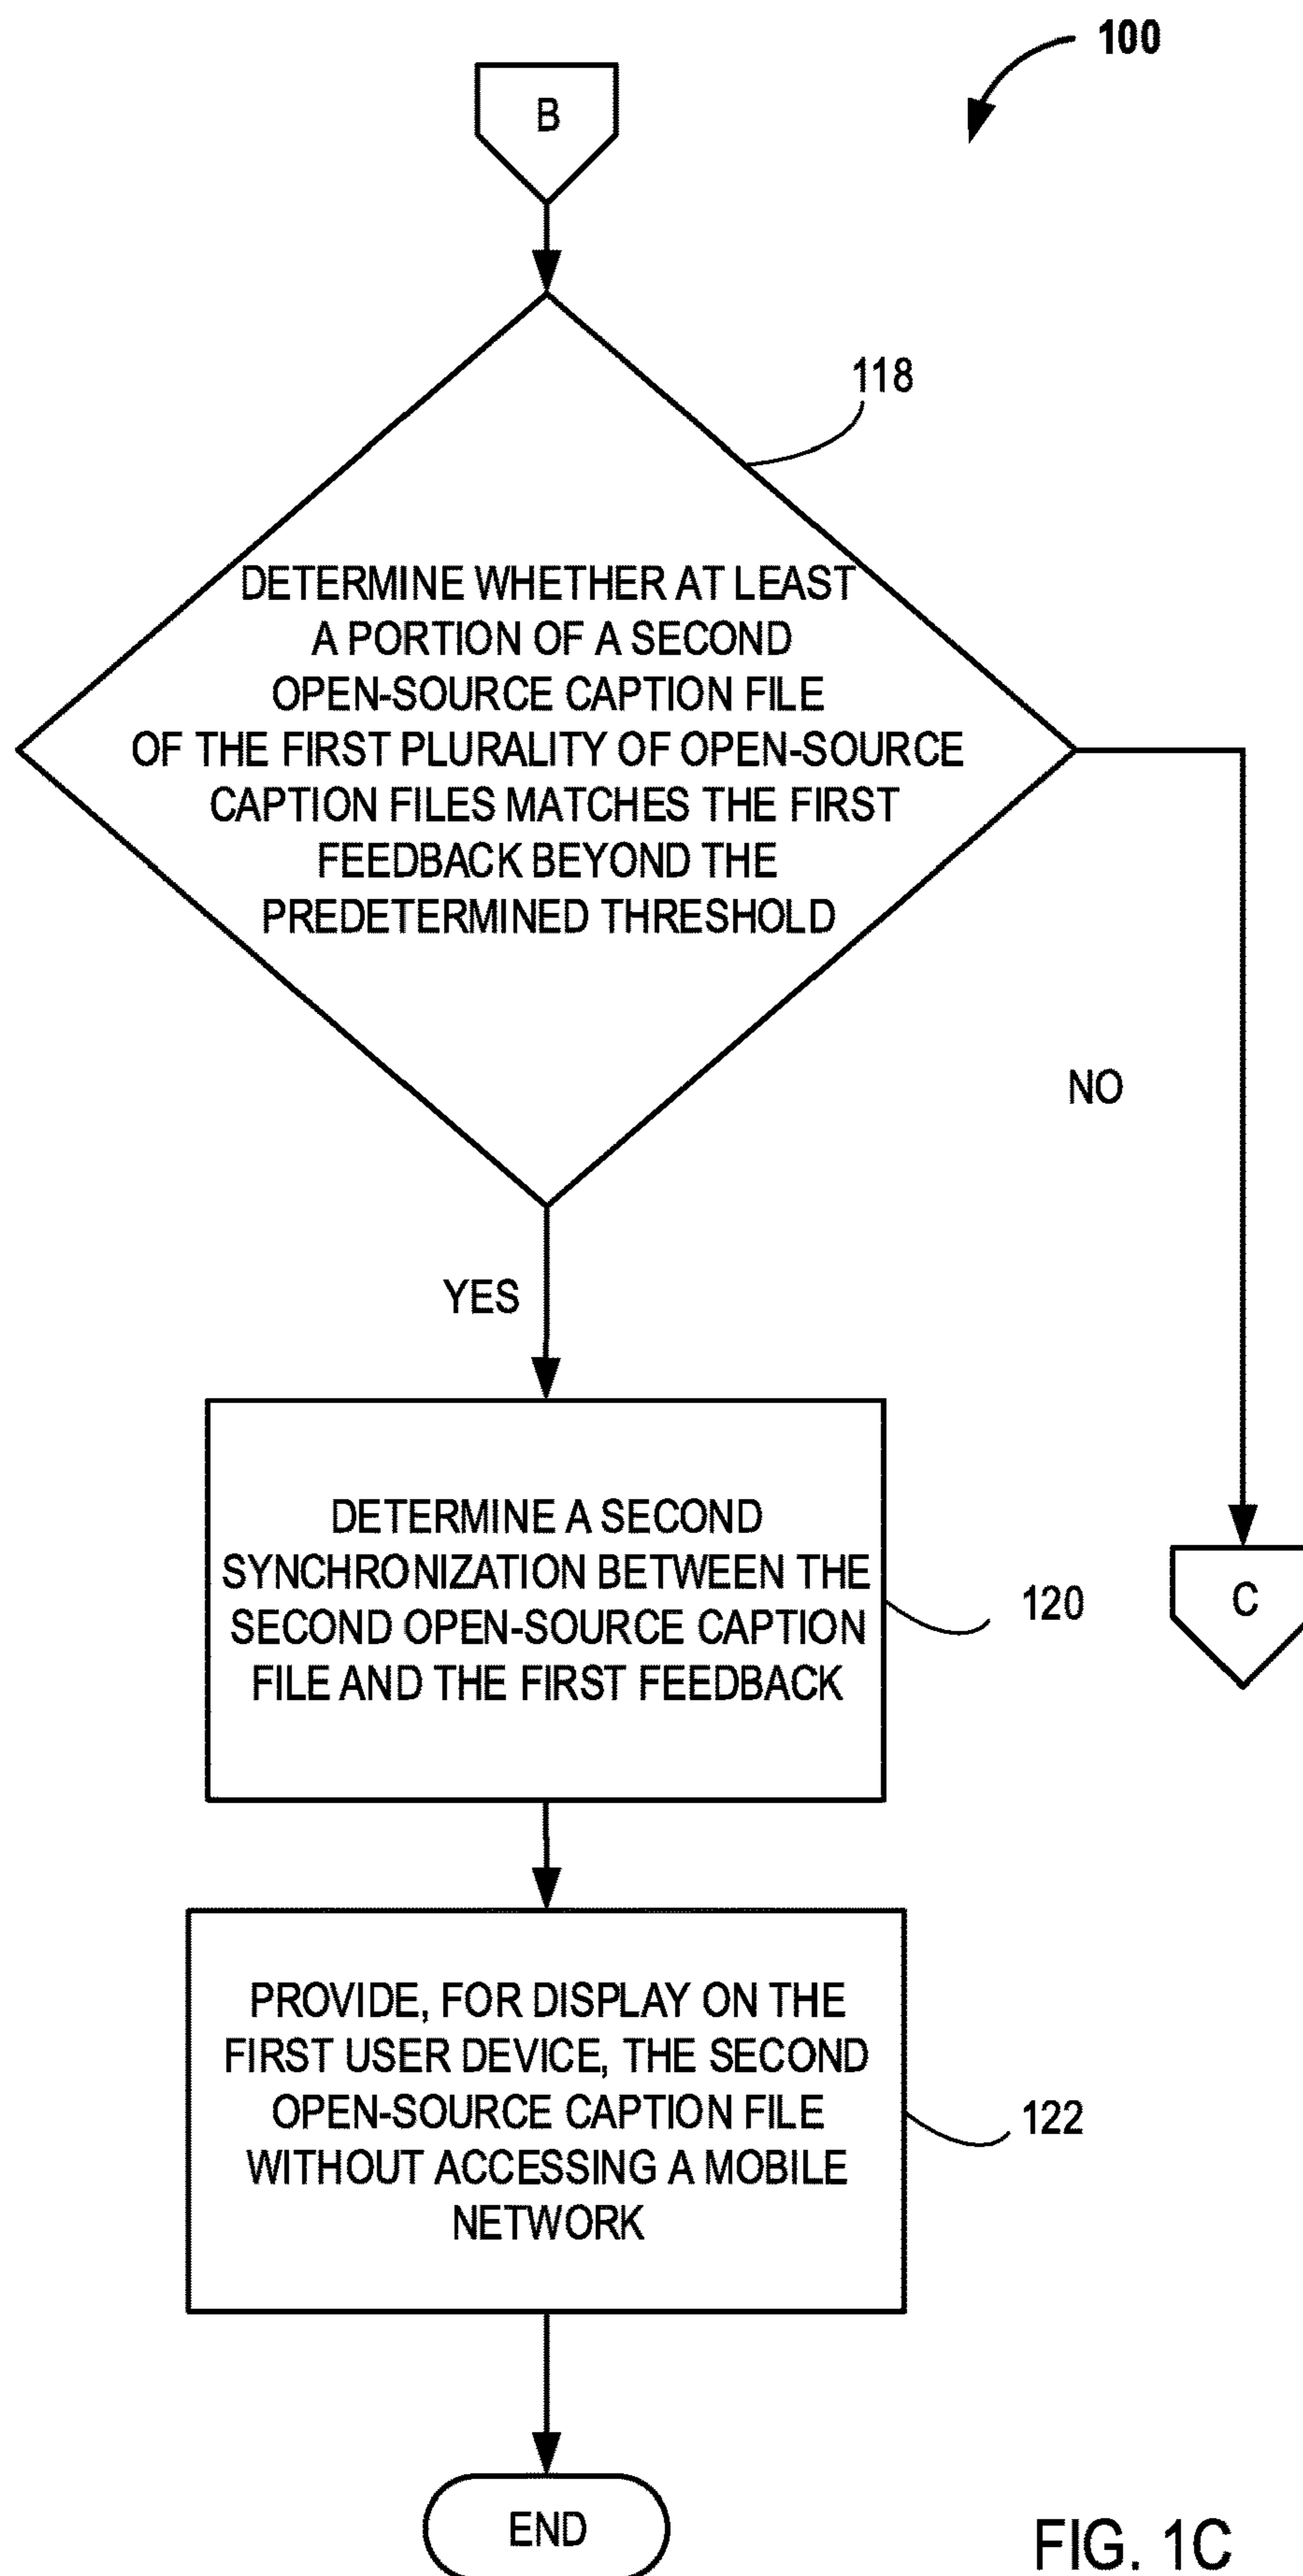 100
B
118
DETERMINE WHETHER AT LEAST
A PORTION OF A SECOND
OPEN-SOURCE CAPTION FILE
OF THE FIRST PLURALITY OF OPEN-SOURCE
CAPTION FILES MATCHES THE FIRST
FEEDBACK BEYOND THE
PREDETERMINED THRESHOLD
NO
YES
DETERMINE A SECOND
SYNCHRONIZATION BETWEEN THE
SECOND OPEN-SOURCE CAPTION
FILE AND THE FIRST FEEDBACK
120
C
PROVIDE, FOR DISPLAY ON THE
FIRST USER DEVICE, THE SECOND
OPEN-SOURCE CAPTION FILE
WITHOUT ACCESSING A MOBILE
NETWORK
122
END
FIG. 1C